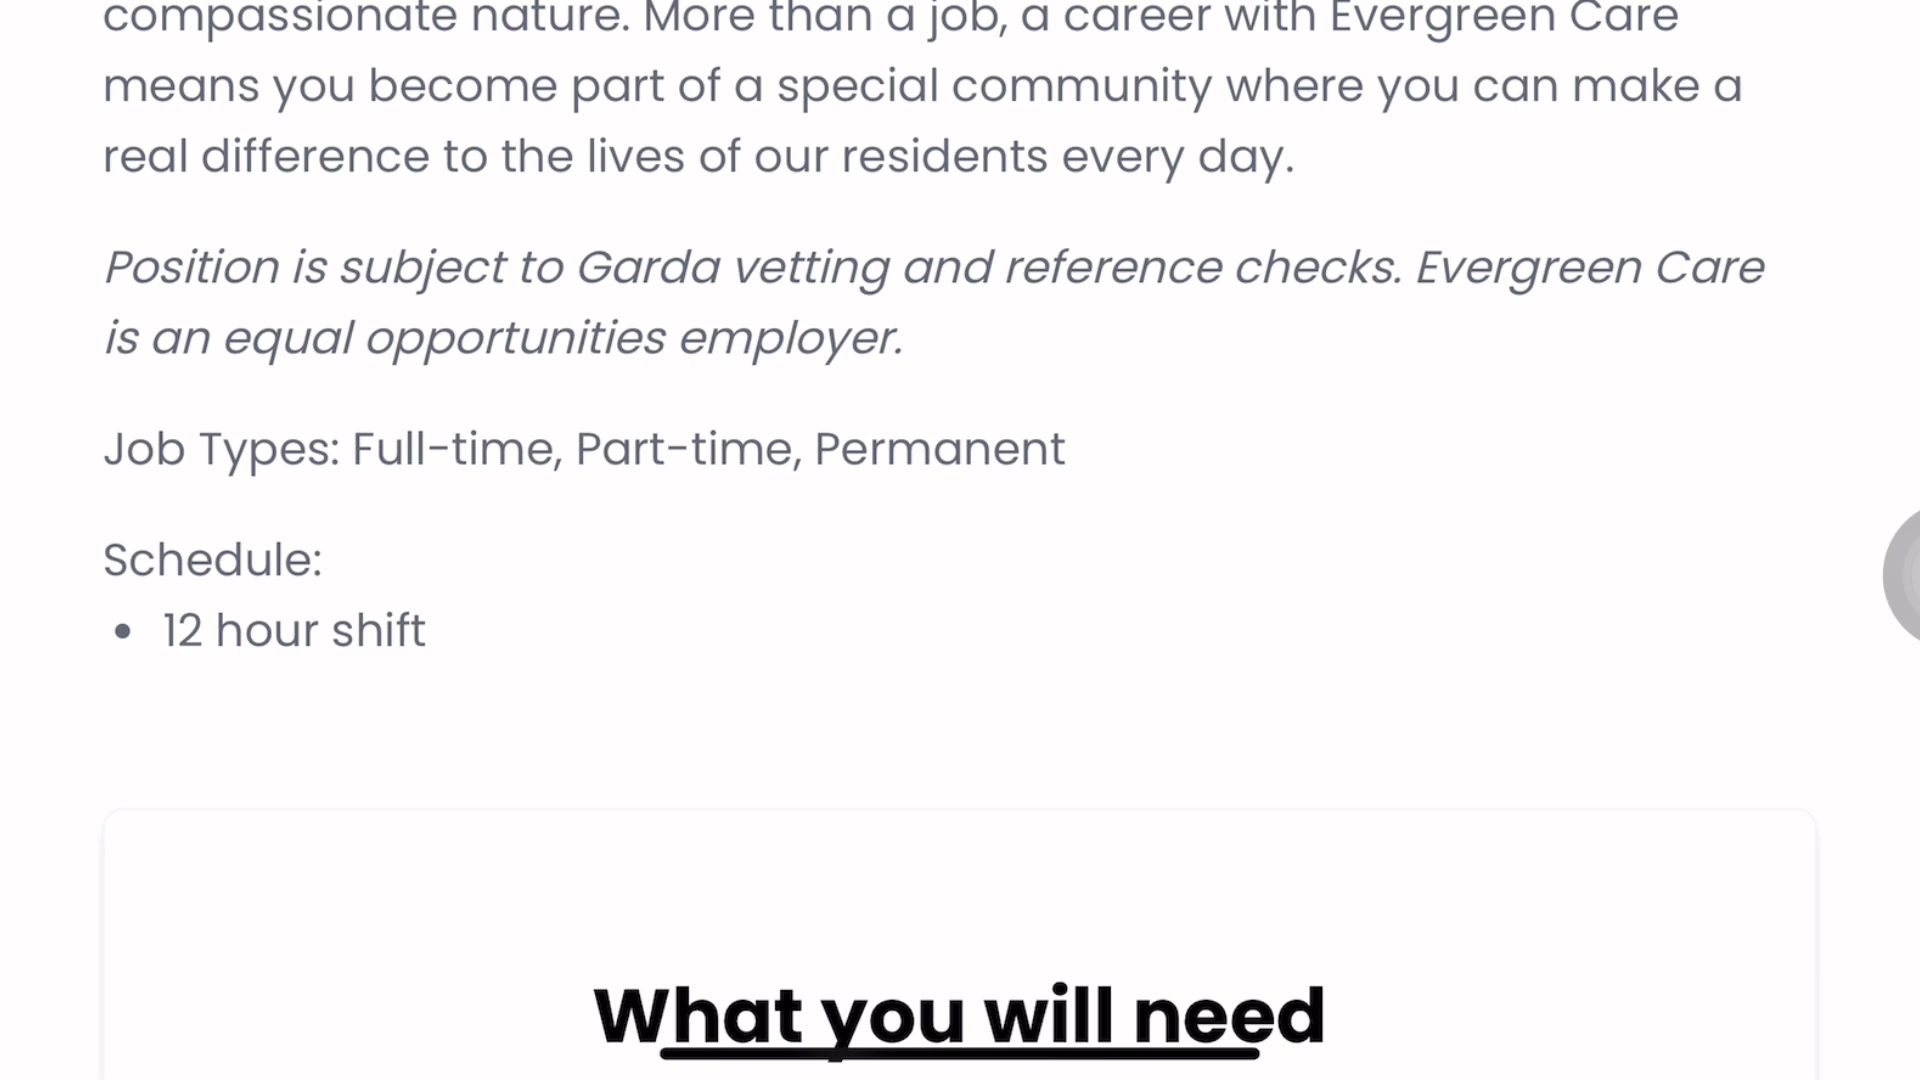 compassionate nature. More than a job, a career with Evergreen Care
means you become part of a special community where you can make a
real difference to the lives of our residents every day.
Position is subject to Garda vetting and reference checks. Evergreen Care
is an equal opportunities employer.
Job Types: Full-time, Part-time, Permanent
Schedule:
• 12 hour shift
What you will need